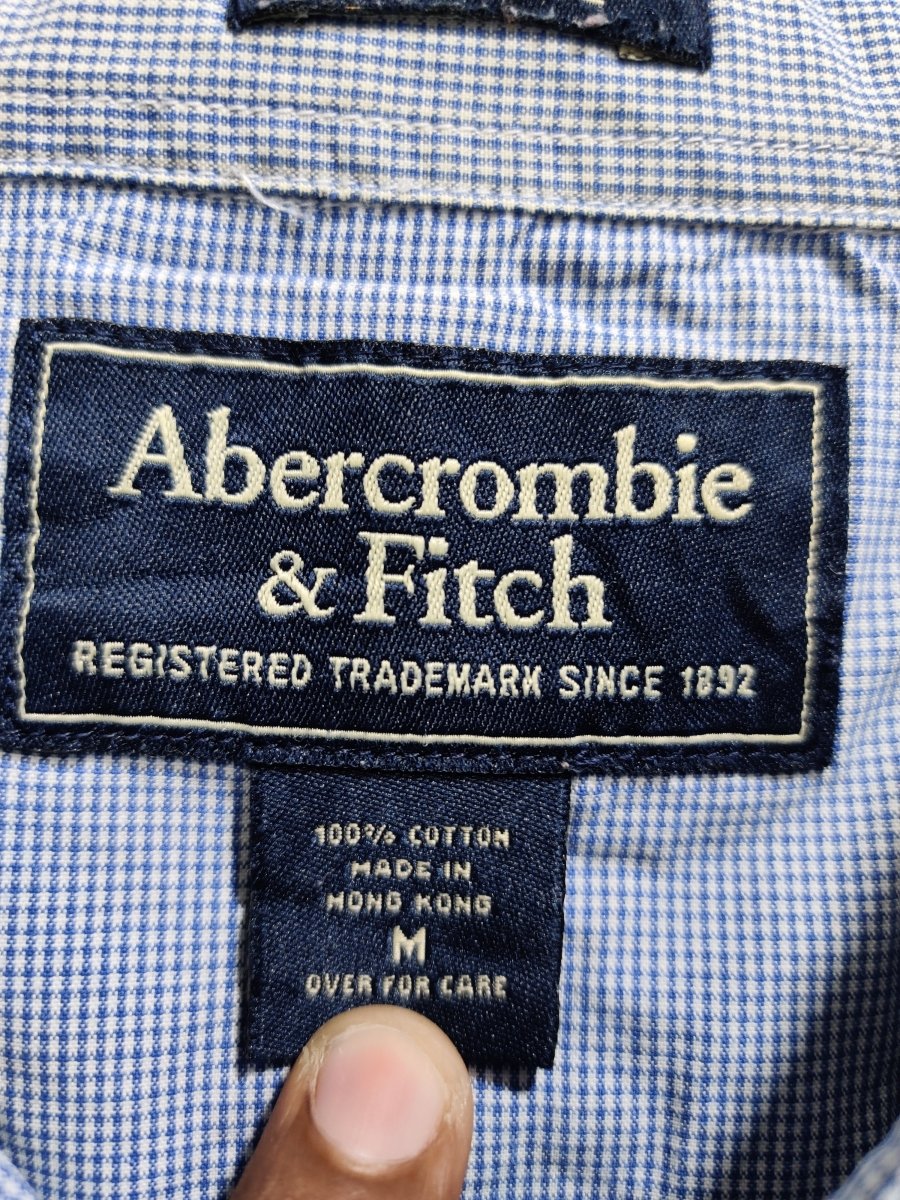 Abercrombie
& Fitch
REGISTERED TRADEMARK SINCE 1892
100% COTTON
MADE IN
HONG KONG
M
OVER FOR CARE